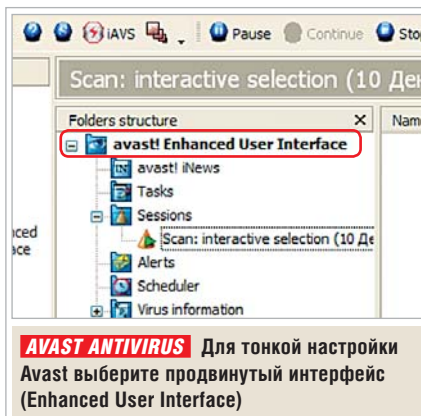 iAVS Pause Continue Sto
Scan: interactive selection (10 Де
Folders structure Nam
avast! Enhanced User Interface
avast! iNews
Tasks
Sessions
Scan: interactive selection (10 Де
Alerts
Scheduler
Virus information
nced
ace
AVAST ANTIVIRUS Для тонкой настройки
Avast выберите продвинутый интерфейс
(Enhanced User Interface)